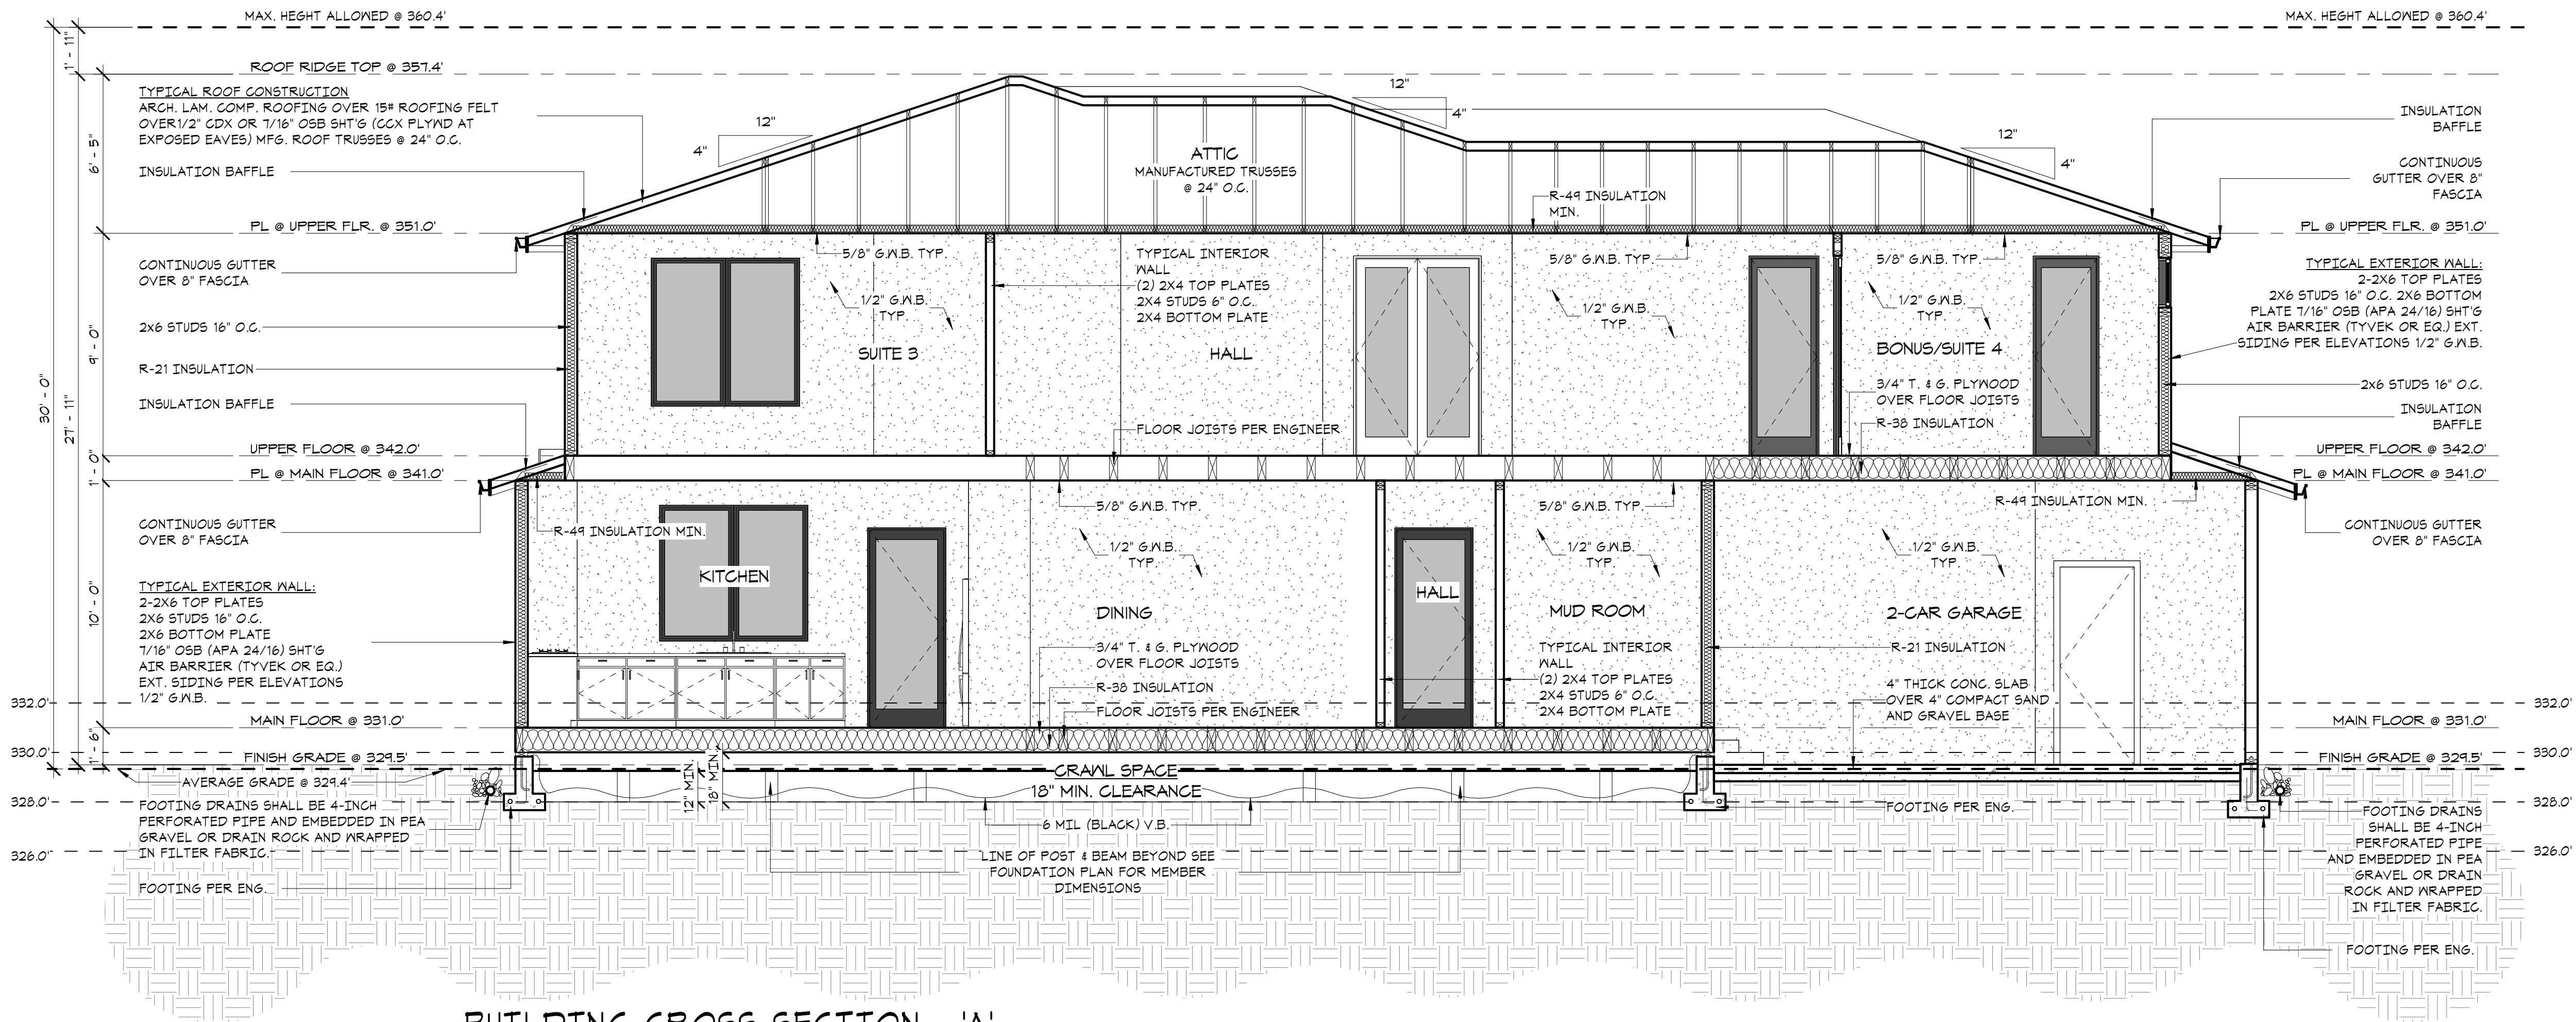 MAX. HEGHT ALLOWED @ 360.4'
MAX. HEGHT ALLOWED @ 360.4'
1' - 11"
ROOF RIDGE TOP @ 357.4'
TYPICAL ROOF CONSTRUCTION
ARCH. LAM. COMP. ROOFING OVER 15# ROOFING FELT
OVER1/2" CDX OR 7/16" OSB SHT'G (CCX PLYWD AT
EXPOSED EAVES) MFG. ROOF TRUSSES @ 24" O.C.
INSULATION BAFFLE
6' - 5"
12"
4"
12"
4"
12"
4"
ATTIC
MANUFACTURED TRUSSES
@ 24" O.C.
R-49 INSULATION
MIN.
INSULATION
BAFFLE
CONTINUOUS
GUTTER OVER 8"
FASCIA
PL @ UPPER FLR. @ 351.0'
PL @ UPPER FLR. @ 351.0'
CONTINUOUS GUTTER
OVER 8" FASCIA
2x6 STUDS 16" O.C.
R-21 INSULATION
INSULATION BAFFLE
9' - 0"
30' - 0"
27' - 11"
5/8" G.W.B. TYP.
1/2" G.W.B.
TYP.
SUITE 3
TYPICAL INTERIOR
WALL
(2) 2X4 TOP PLATES
2X4 STUDS 6" O.C.
2X4 BOTTOM PLATE
HALL
5/8" G.W.B. TYP.
1/2" G.W.B.
TYP.
5/8" G.W.B. TYP.
1/2" G.W.B.
TYP.
BONUS/SUITE 4
3/4" T. & G. PLYWOOD
OVER FLOOR JOISTS
R-38 INSULATION
FLOOR JOISTS PER ENGINEER
TYPICAL EXTERIOR WALL:
2-2X6 TOP PLATES
2X6 STUDS 16" O.C. 2X6 BOTTOM
PLATE 7/16" OSB (APA 24/16) SHT'G
AIR BARRIER (TYVEK OR EQ.) EXT.
SIDING PER ELEVATIONS 1/2" G.W.B.
2x6 STUDS 16" O.C.
INSULATION
BAFFLE
UPPER FLOOR @ 342.0'
UPPER FLOOR @ 342.0'
1' - 0"
PL @ MAIN FLOOR @ 341.0'
PL @ MAIN FLOOR @ 341.0'
CONTINUOUS GUTTER
OVER 8" FASCIA
R-49 INSULATION MIN.
5/8" G.W.B. TYP.
1/2" G.W.B.
TYP.
5/8" G.W.B. TYP.
1/2" G.W.B.
TYP.
R-49 INSULATION MIN.
1/2" G.W.B.
TYP.
CONTINUOUS GUTTER
OVER 8" FASCIA
10' - 0"
TYPICAL EXTERIOR WALL:
2-2X6 TOP PLATES
2X6 STUDS 16" O.C.
2X6 BOTTOM PLATE
7/16" OSB (APA 24/16) SHT'G
AIR BARRIER (TYVEK OR EQ.)
EXT. SIDING PER ELEVATIONS
1/2" G.W.B.
KITCHEN
DINING
HALL
MUD ROOM
2-CAR GARAGE
3/4" T. & G. PLYWOOD
OVER FLOOR JOISTS
R-38 INSULATION
FLOOR JOISTS PER ENGINEER
TYPICAL INTERIOR
WALL
(2) 2X4 TOP PLATES
2X4 STUDS 6" O.C.
2X4 BOTTOM PLATE
R-21 INSULATION
4" THICK CONC. SLAB
OVER 4" COMPACT SAND
AND GRAVEL BASE
332.0'
332.0'
MAIN FLOOR @ 331.0'
MAIN FLOOR @ 331.0'
1' - 6"
330.0'
330.0'
FINISH GRADE @ 329.5'
FINISH GRADE @ 329.5'
AVERAGE GRADE @ 329.4'
12" MIN.
18" MIN.
CRAWL SPACE
18" MIN. CLEARANCE
328.0'
328.0'
FOOTING DRAINS SHALL BE 4-INCH
PERFORATED PIPE AND EMBEDDED IN PEA
GRAVEL OR DRAIN ROCK AND WRAPPED
IN FILTER FABRIC.
6 MIL (BLACK) V.B.
FOOTING PER ENG.
FOOTING DRAINS
SHALL BE 4-INCH
PERFORATED PIPE
AND EMBEDDED IN PEA
GRAVEL OR DRAIN
ROCK AND WRAPPED
IN FILTER FABRIC.
326.0'
326.0'
LINE OF POST & BEAM BEYOND SEE
FOUNDATION PLAN FOR MEMBER
DIMENSIONS
FOOTING PER ENG.
FOOTING PER ENG.
BUILDING CROSS SECTION - 'A'